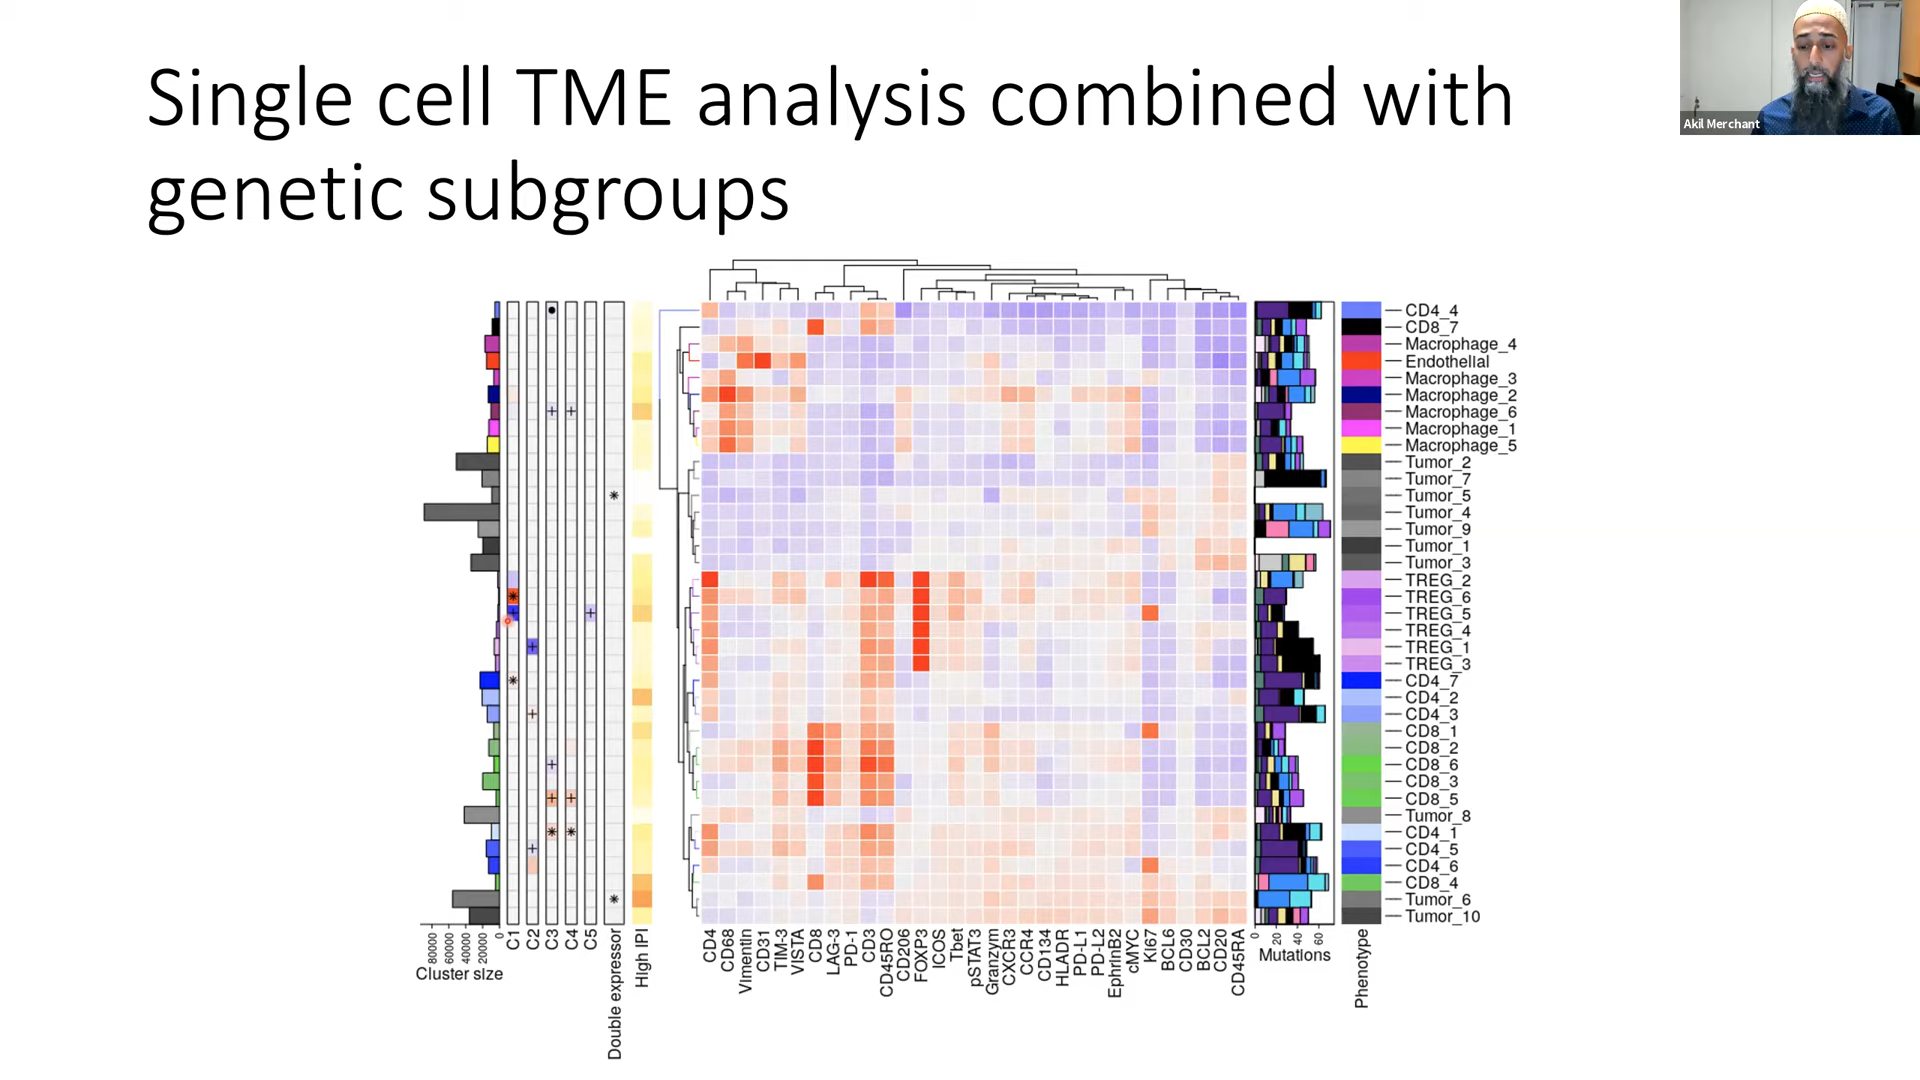 Single cell TME analysis combined with
genetic subgroups
Akil Merchant
CD4_4
CD8_7
Macrophage_4
Endothelial
Macrophage_3
Macrophage_2
Macrophage_6
Macrophage_1
Macrophage_5
Tumor_2
Tumor_7
Tumor_5
Tumor_4
Tumor_9
Tumor_1
Tumor_3
TREG_2
TREG_6
TREG_5
TREG_4
TREG_1
TREG_3
CD4_7
CD4_2
CD4_3
CD8_1
CD8_2
CD8_6
CD8_3
CD8_5
Tumor_8
CD4_1
CD4_5
CD4_6
CD8_4
Tumor_6
Tumor_10
80000
60000
40000
20000
0
Cluster size
C1
C2
C3
C4
C5
Double expressor
High IPI
CD4
CD68
Vimentin
CD31
TIM-3
VISTA
CD8
LAG-3
PD-1
CD3
CD45RO
CD206
FOXP3
ICOS
Tbet
pSTAT3
Granzym
CXCR3
CCR4
CD134
HLADR
PD-L1
PD-L2
EphrinB2
cMYC
KI67
BCL6
CD30
BCL2
CD20
CD45RA
0
20
40
60
Mutations
Phenotype